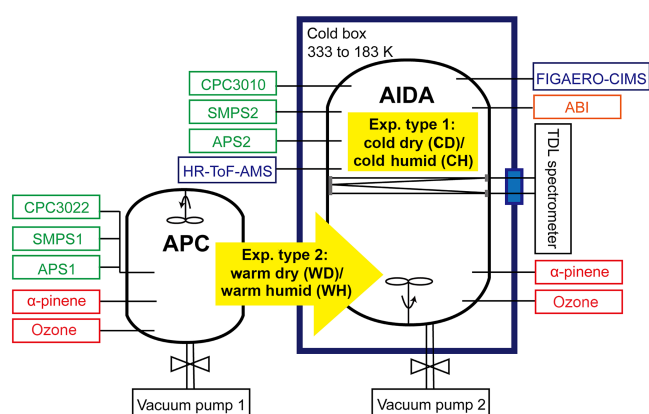 Cold box
333 to 183 K
CPC3010
SMPS2
APS2
HR-ToF-AMS
AIDA
Exp. type 1:
cold dry (CD)/
cold humid (CH)
FIGAERO-CIMS
ABI
TDL spectrometer
CPC3022
SMPS1
APS1
α-pinene
Ozone
APC
Exp. type 2:
warm dry (WD)/
warm humid (WH)
α-pinene
Ozone
Vacuum pump 1
Vacuum pump 2